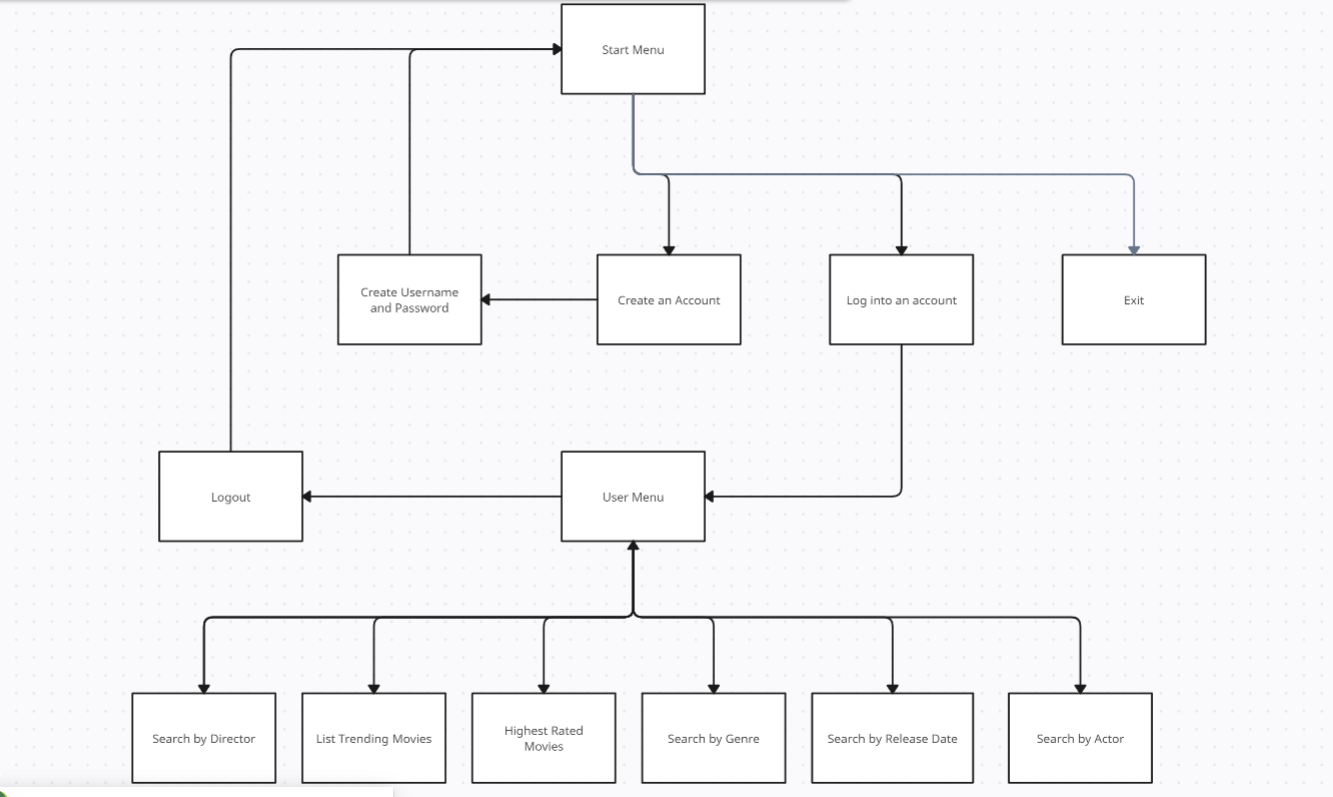 Start Menu
Create Username
and Password
Create an Account
Log into an account
Exit
Logout
User Menu
Search by Director
List Trending Movies
Highest Rated
Movies
Search by Genre
Search by Release Date
Search by Actor